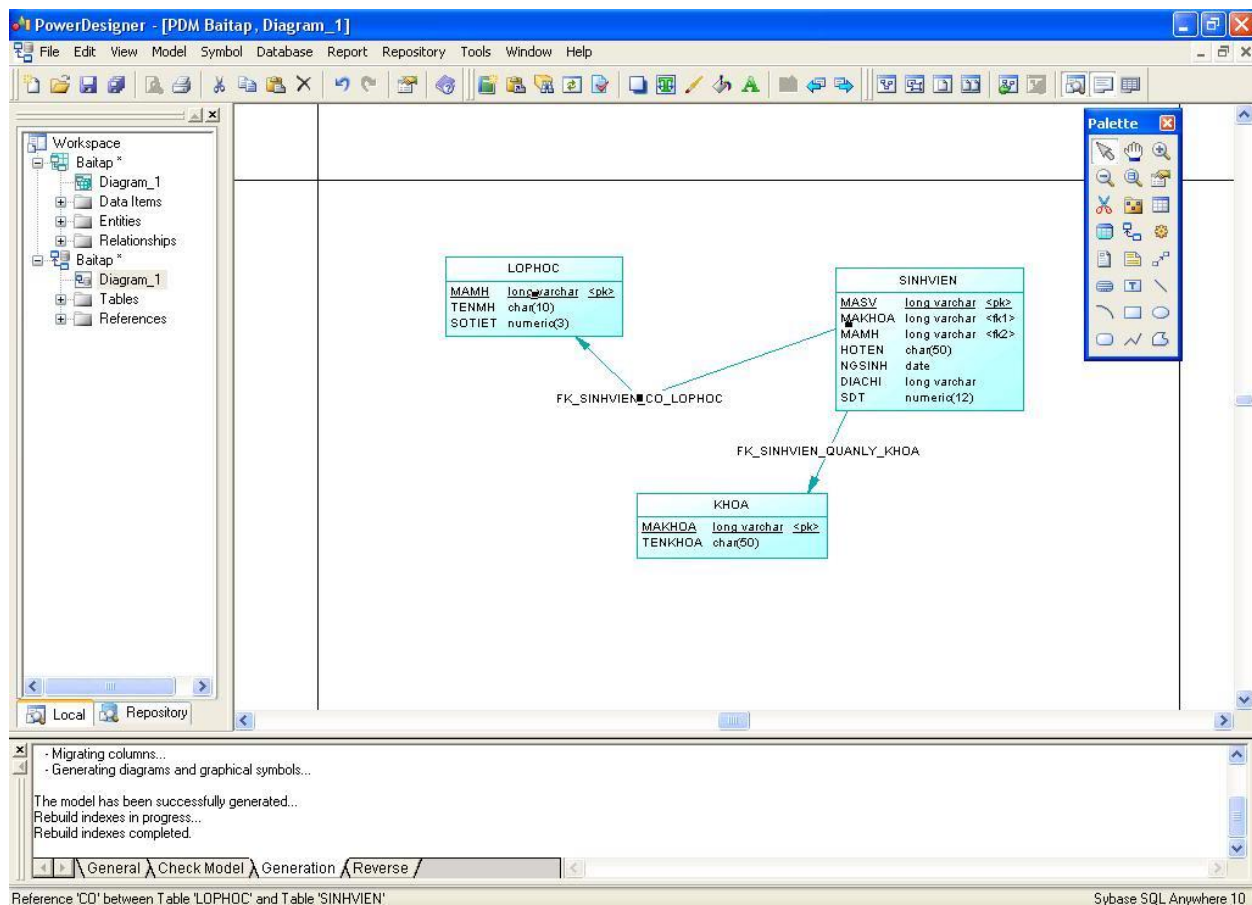 PowerDesigner - [PDM Baitap, Diagram_1]
File Edit View Model Symbol Database Report Repository Tools Window Help
Workspace
Baitap *
Diagram_1
Data Items
Entities
Relationships
Baitap *
Diagram_1
Tables
References
Local Repository
Palette
LOPHOC
MAMH long varchar <pk>
TENMH char(10)
SOTIET numeric(3)
SINHVIEN
MASV long varchar <pk>
MAKHOA long varchar <fk1>
MAMH long varchar <fk2>
HOTEN char(50)
NGSINH date
DIACHI long varchar
SDT numeric(12)
FK_SINHVIEN_CO_LOPHOC
FK_SINHVIEN_QUANLY_KHOA
KHOA
MAKHOA long varchar <pk>
TENKHOA char(50)
- Migrating columns...
- Generating diagrams and graphical symbols...
The model has been successfully generated...
Rebuild indexes in progress...
Rebuild indexes completed.
General Check Model Generation Reverse
Reference 'CO' between Table 'LOPHOC' and Table 'SINHVIEN' Sybase SQL Anywhere 10